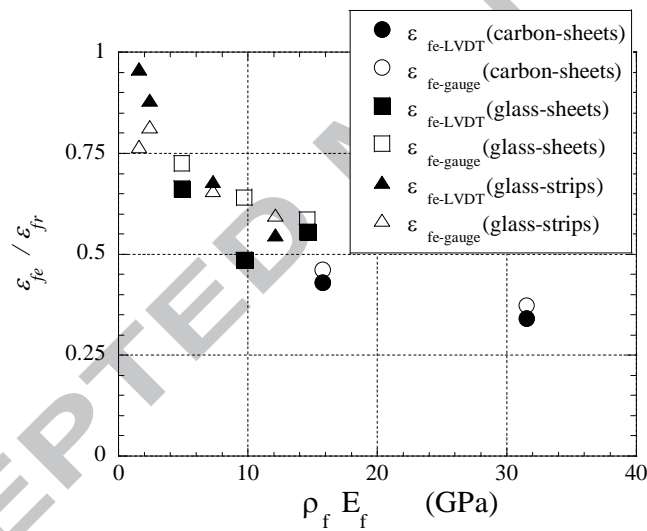 ε fe-LVDT (carbon-sheets)
ε fe-gauge (carbon-sheets)
ε fe-LVDT (glass-sheets)
ε fe-gauge (glass-sheets)
ε fe-LVDT (glass-strips)
ε fe-gauge (glass-strips)
1
0.75
0.5
0.25
0
ε fe / ε fr
0 10 20 30 40
ρ f E f (GPa)
EPTED M